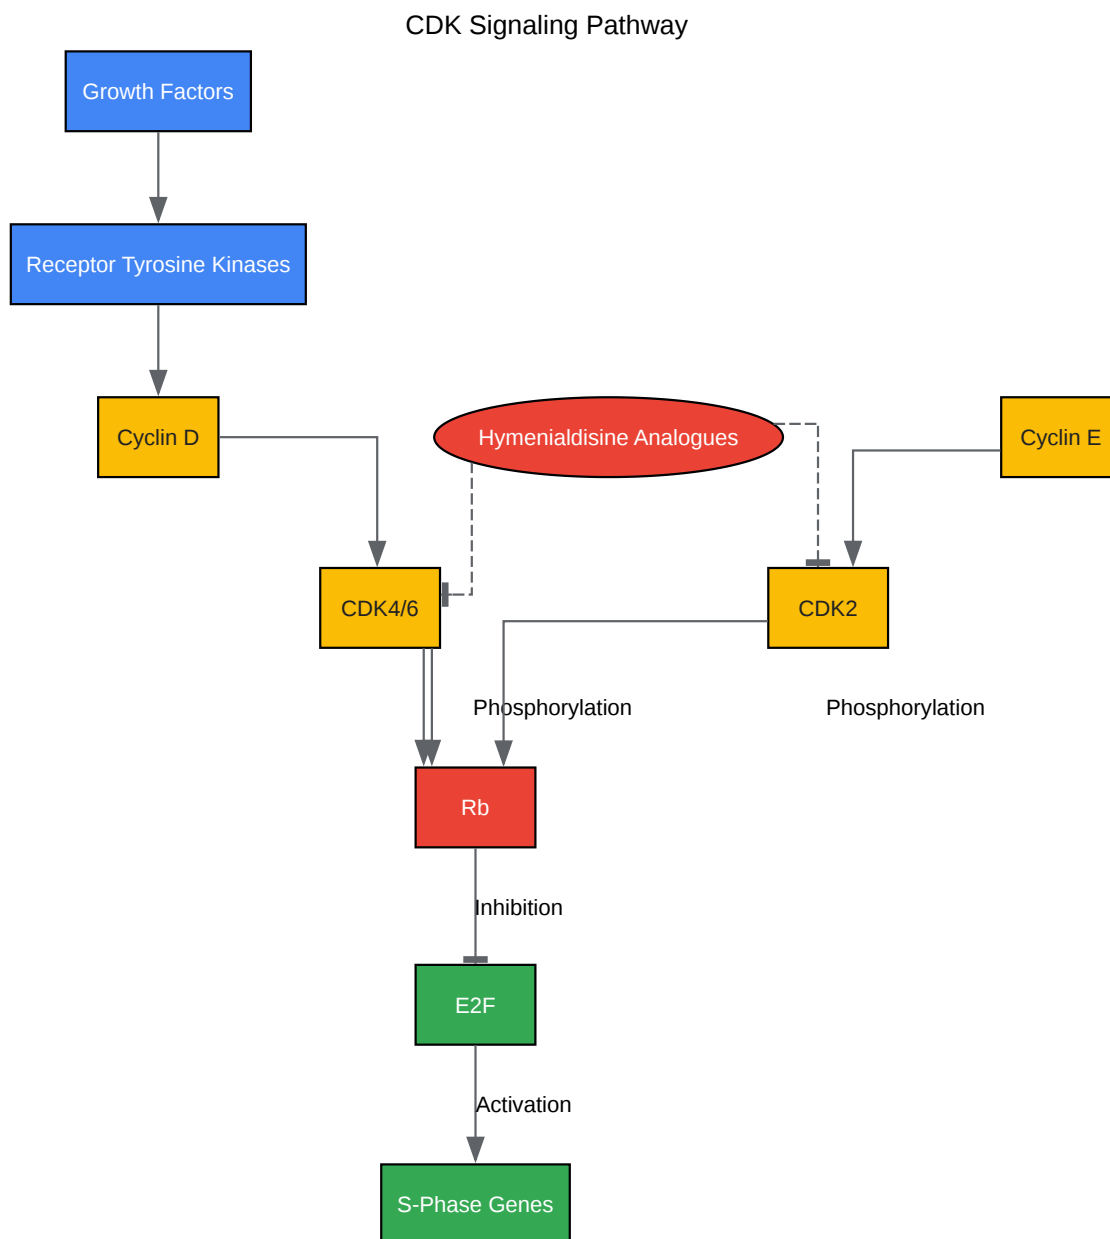 CDK Signaling Pathway
Growth Factors
Receptor Tyrosine Kinases
Cyclin D
Hymenialdisine Analogues
Cyclin E
CDK4/6
CDK2
Phosphorylation
Phosphorylation
Rb
Inhibition
E2F
Activation
S-Phase Genes